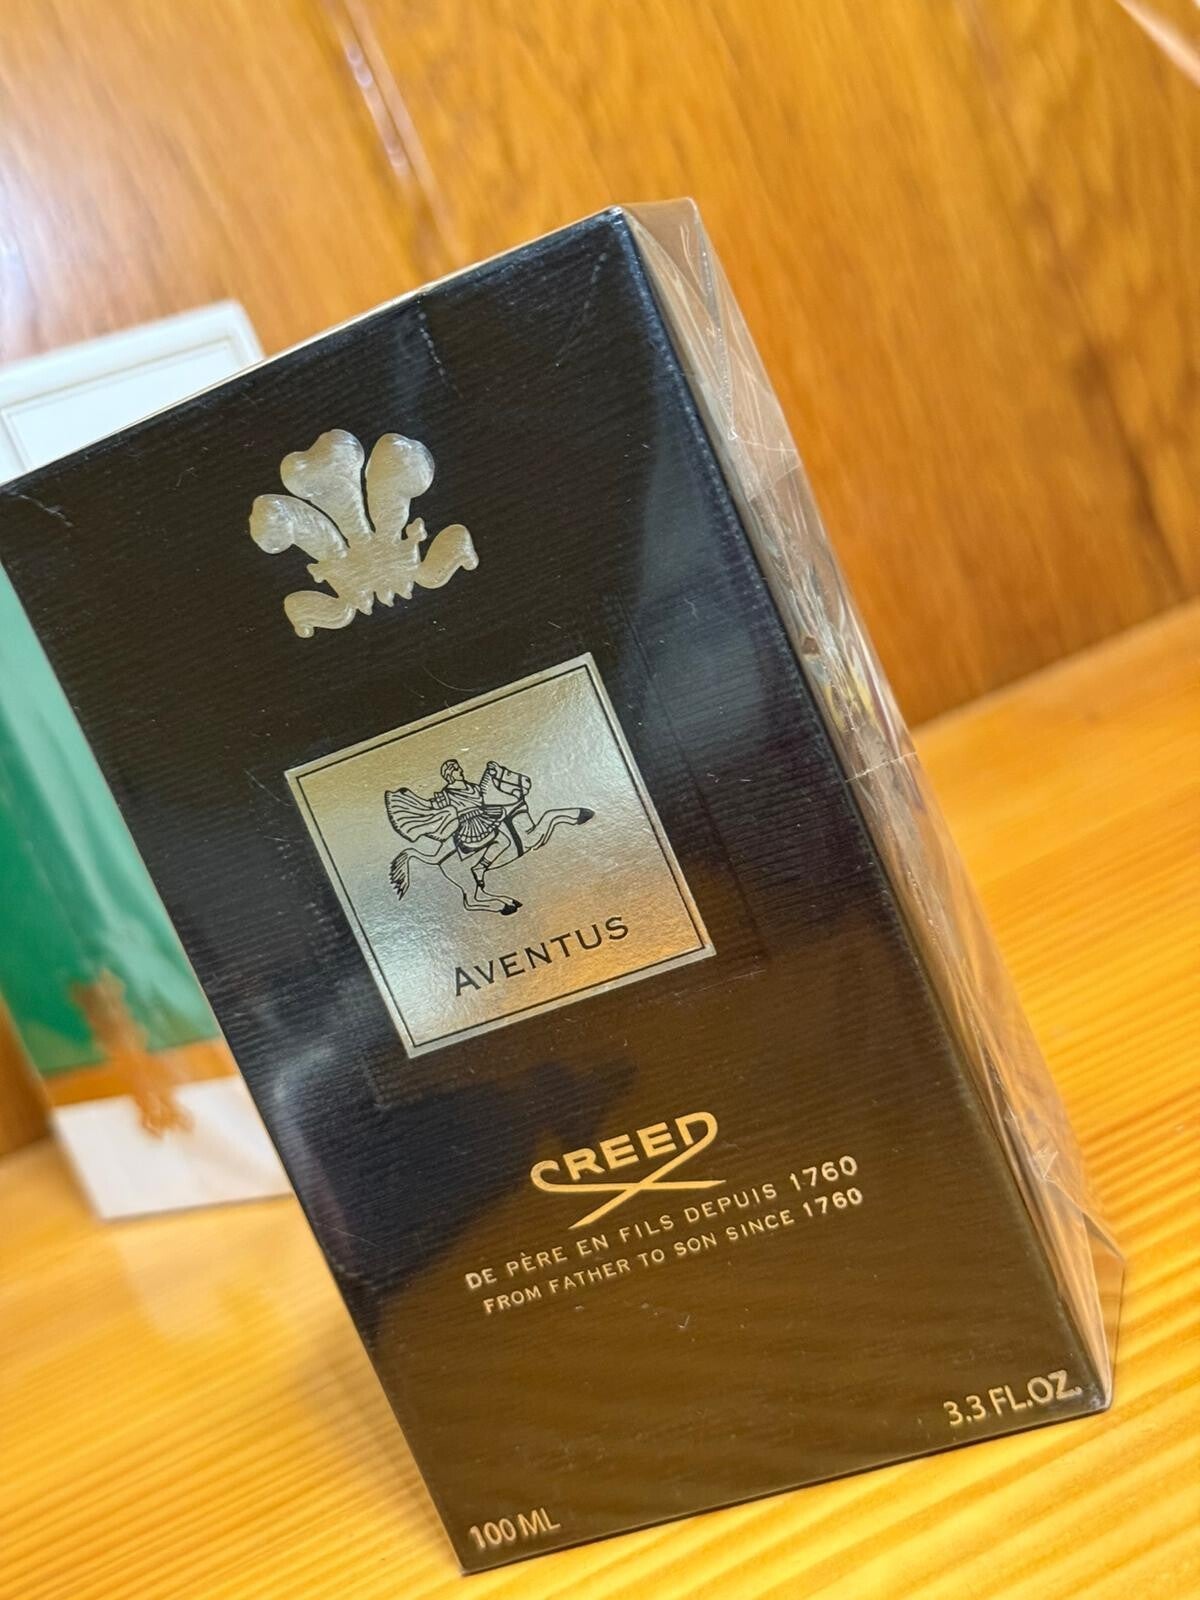 AVENTUS
CREED
DE PÈRE EN FILS DEPUIS 1760
FROM FATHER TO SON SINCE 1760
3.3 FL.OZ.
100 ML